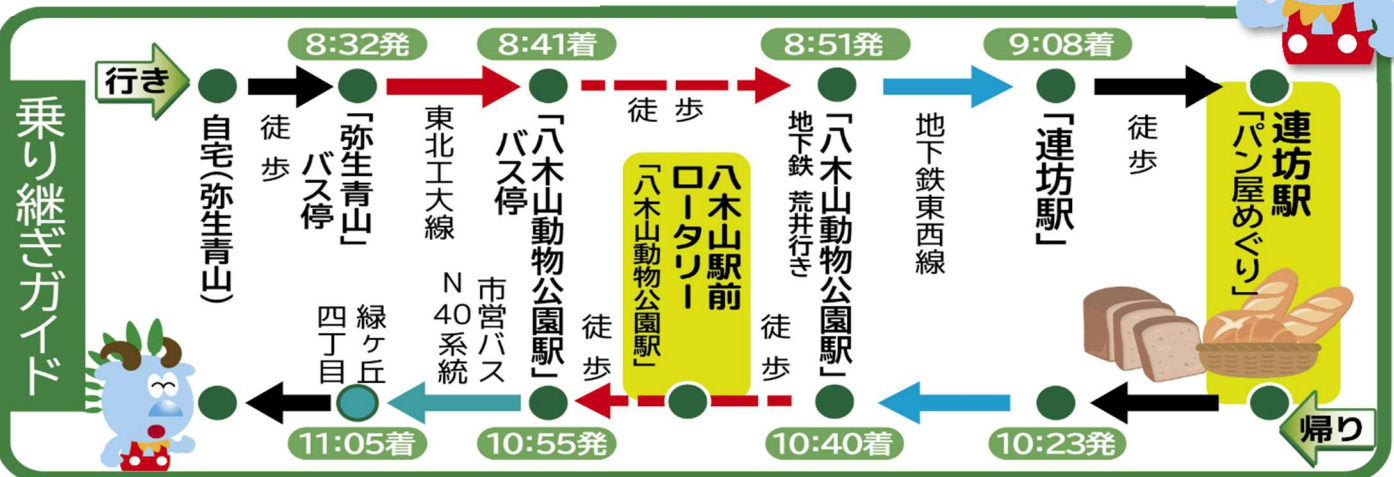 乗り継ぎガイド
行き
8:32発
8:41着
8:51発
9:08着
自宅(弥生青山)
徒歩
「弥生青山」
バス停
東北工大線
「八木山動物公園駅」
バス停
徒歩
「八木山動物公園駅」
地下鉄 荒井行き
地下鉄東西線
「連坊駅」
徒歩
連坊駅
「パン屋めぐり」
帰り
10:23発
10:40着
徒歩
八木山駅前
ロータリー
「八木山動物公園駅」
徒歩
10:55発
市営バス
N40系統
緑ヶ丘
四丁目
11:05着